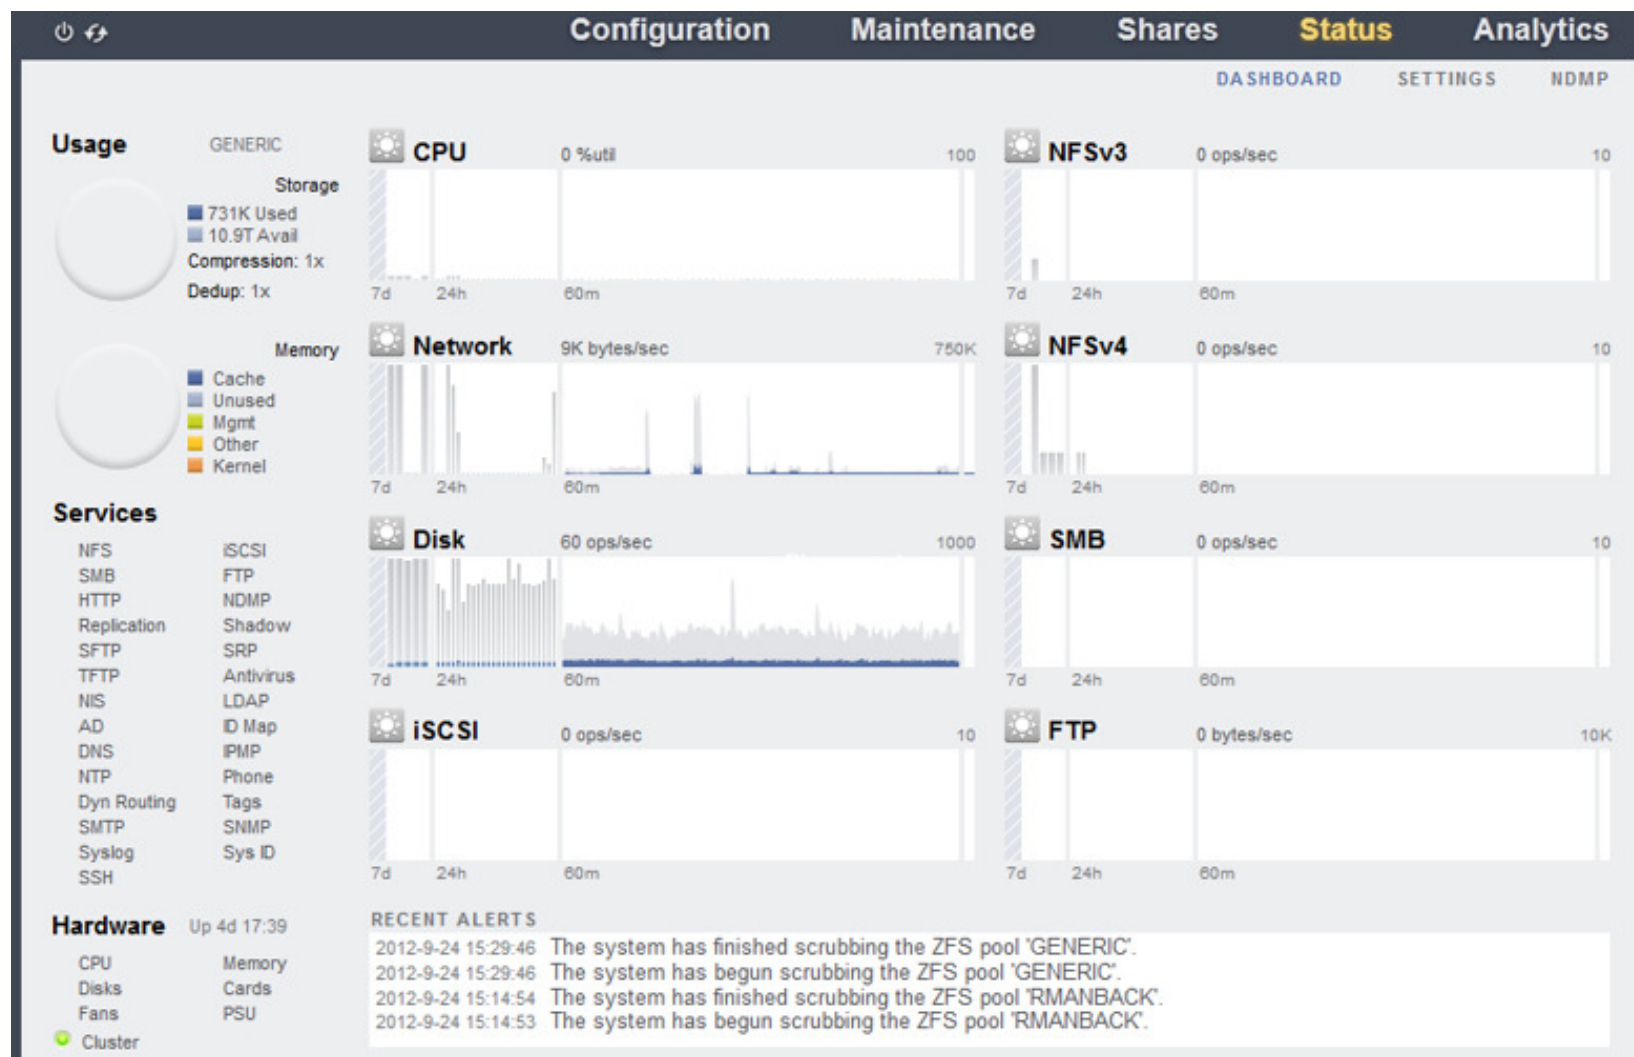 Configuration Maintenance Shares Status Analytics
DASHBOARD SETTINGS NDMP
Usage GENERIC
Storage
731K Used
10.9T Avail
Compression: 1x
Dedup: 1x
Memory
Cache
Unused
Mgmt
Other
Kernel
Services
NFS iSCSI
SMB FTP
HTTP NDMP
Replication Shadow
SFTP SRP
TFTP Antivirus
NIS LDAP
AD ID Map
DNS IPMP
NTP Phone
Dyn Routing Tags
SMTP SNMP
Syslog Sys ID
SSH
Hardware Up 4d 17:39
CPU Memory
Disks Cards
Fans PSU
Cluster
CPU 0 %util 100
7d 24h 60m
Network 9K bytes/sec 750K
7d 24h 60m
Disk 60 ops/sec 1000
7d 24h 60m
iSCSI 0 ops/sec 10
7d 24h 60m
NFSv3 0 ops/sec 10
7d 24h 60m
NFSv4 0 ops/sec 10
7d 24h 60m
SMB 0 ops/sec 10
7d 24h 60m
FTP 0 bytes/sec 10K
7d 24h 60m
RECENT ALERTS
2012-9-24 15:29:46 The system has finished scrubbing the ZFS pool 'GENERIC'.
2012-9-24 15:29:46 The system has begun scrubbing the ZFS pool 'GENERIC'.
2012-9-24 15:14:54 The system has finished scrubbing the ZFS pool 'RMANBACK'.
2012-9-24 15:14:53 The system has begun scrubbing the ZFS pool 'RMANBACK'.